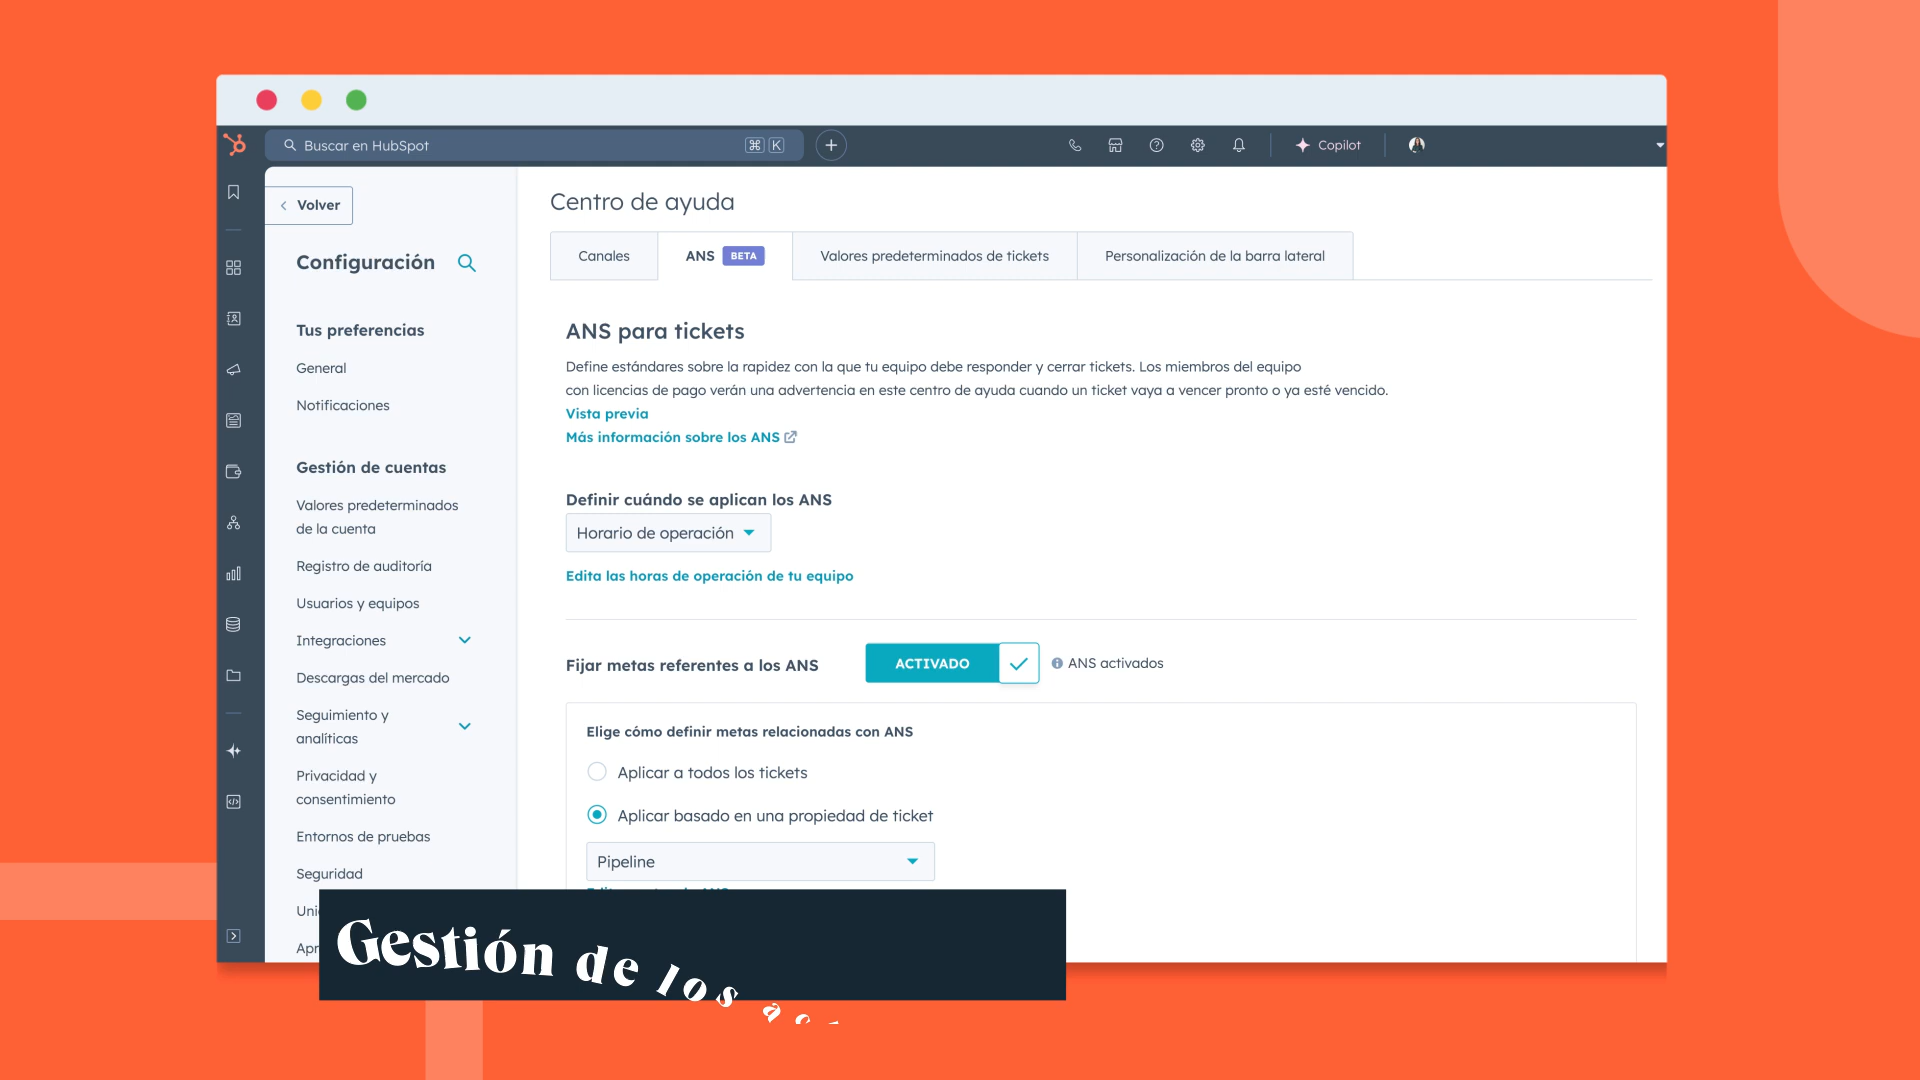 Buscar en HubSpot
⌘ K
Copilot
Volver
Configuración
Tus preferencias
General
Notificaciones
Gestión de cuentas
Valores predeterminados
de la cuenta
Registro de auditoría
Usuarios y equipos
Integraciones
Descargas del mercado
Seguimiento y
analíticas
Privacidad y
consentimiento
Entornos de pruebas
Seguridad
Centro de ayuda
Canales
ANS BETA
Valores predeterminados de tickets
Personalización de la barra lateral
ANS para tickets
Define estándares sobre la rapidez con la que tu equipo debe responder y cerrar tickets. Los miembros del equipo
con licencias de pago verán una advertencia en este centro de ayuda cuando un ticket vaya a vencer pronto o ya esté vencido.
Vista previa
Más información sobre los ANS
Definir cuándo se aplican los ANS
Horario de operación
Edita las horas de operación de tu equipo
Fijar metas referentes a los ANS
ACTIVADO
ANS activados
Elige cómo definir metas relacionadas con ANS
Aplicar a todos los tickets
Aplicar basado en una propiedad de ticket
Pipeline
Gestión de los